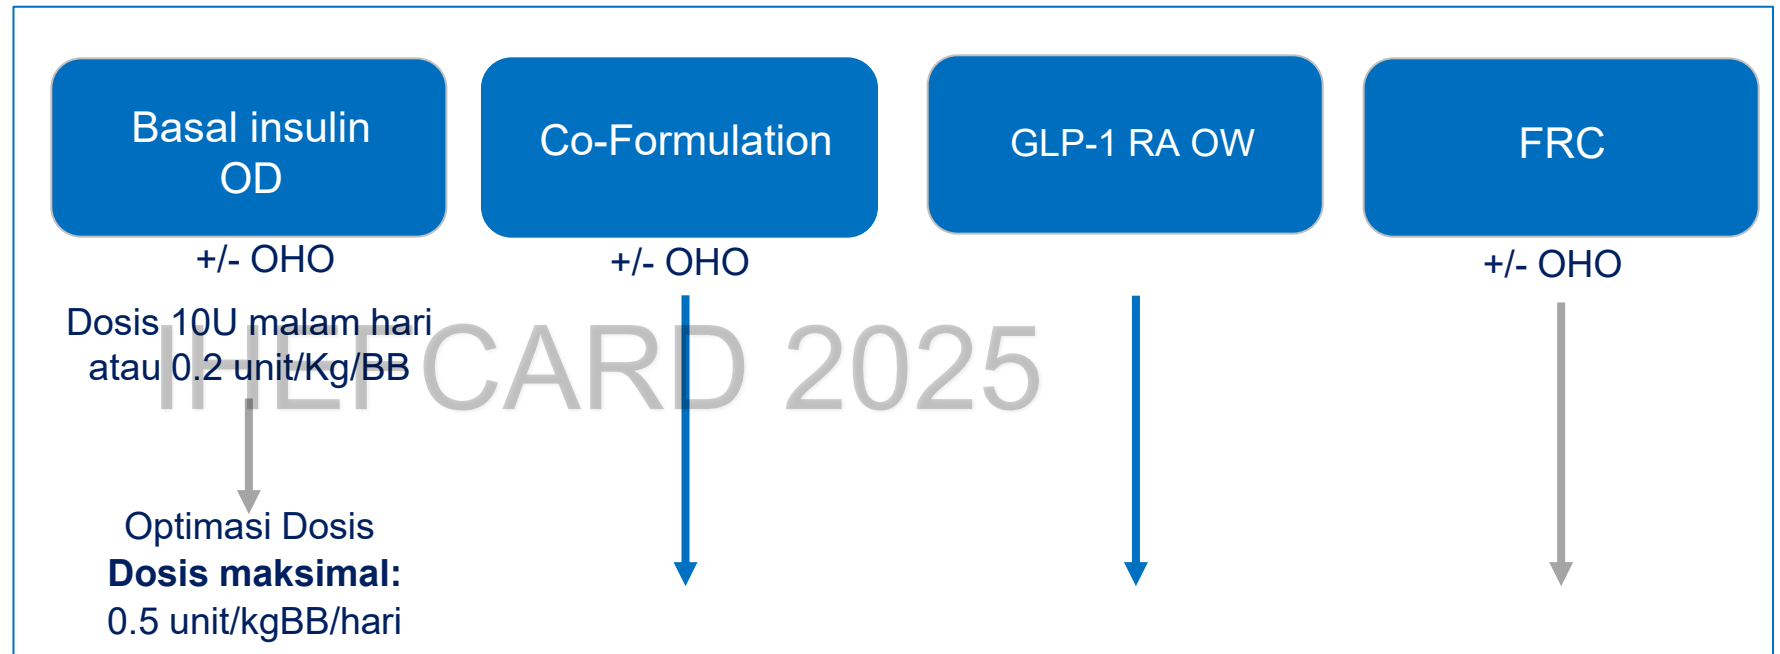 Basal insulin
OD
Co-Formulation
GLP-1 RA OW
FRC
+/- OHO
+/- OHO
+/- OHO
Dosis 10U malam hari
atau 0.2 unit/Kg/BB
IHEFCARD 2025
Optimasi Dosis
Dosis maksimal:
0.5 unit/kgBB/hari